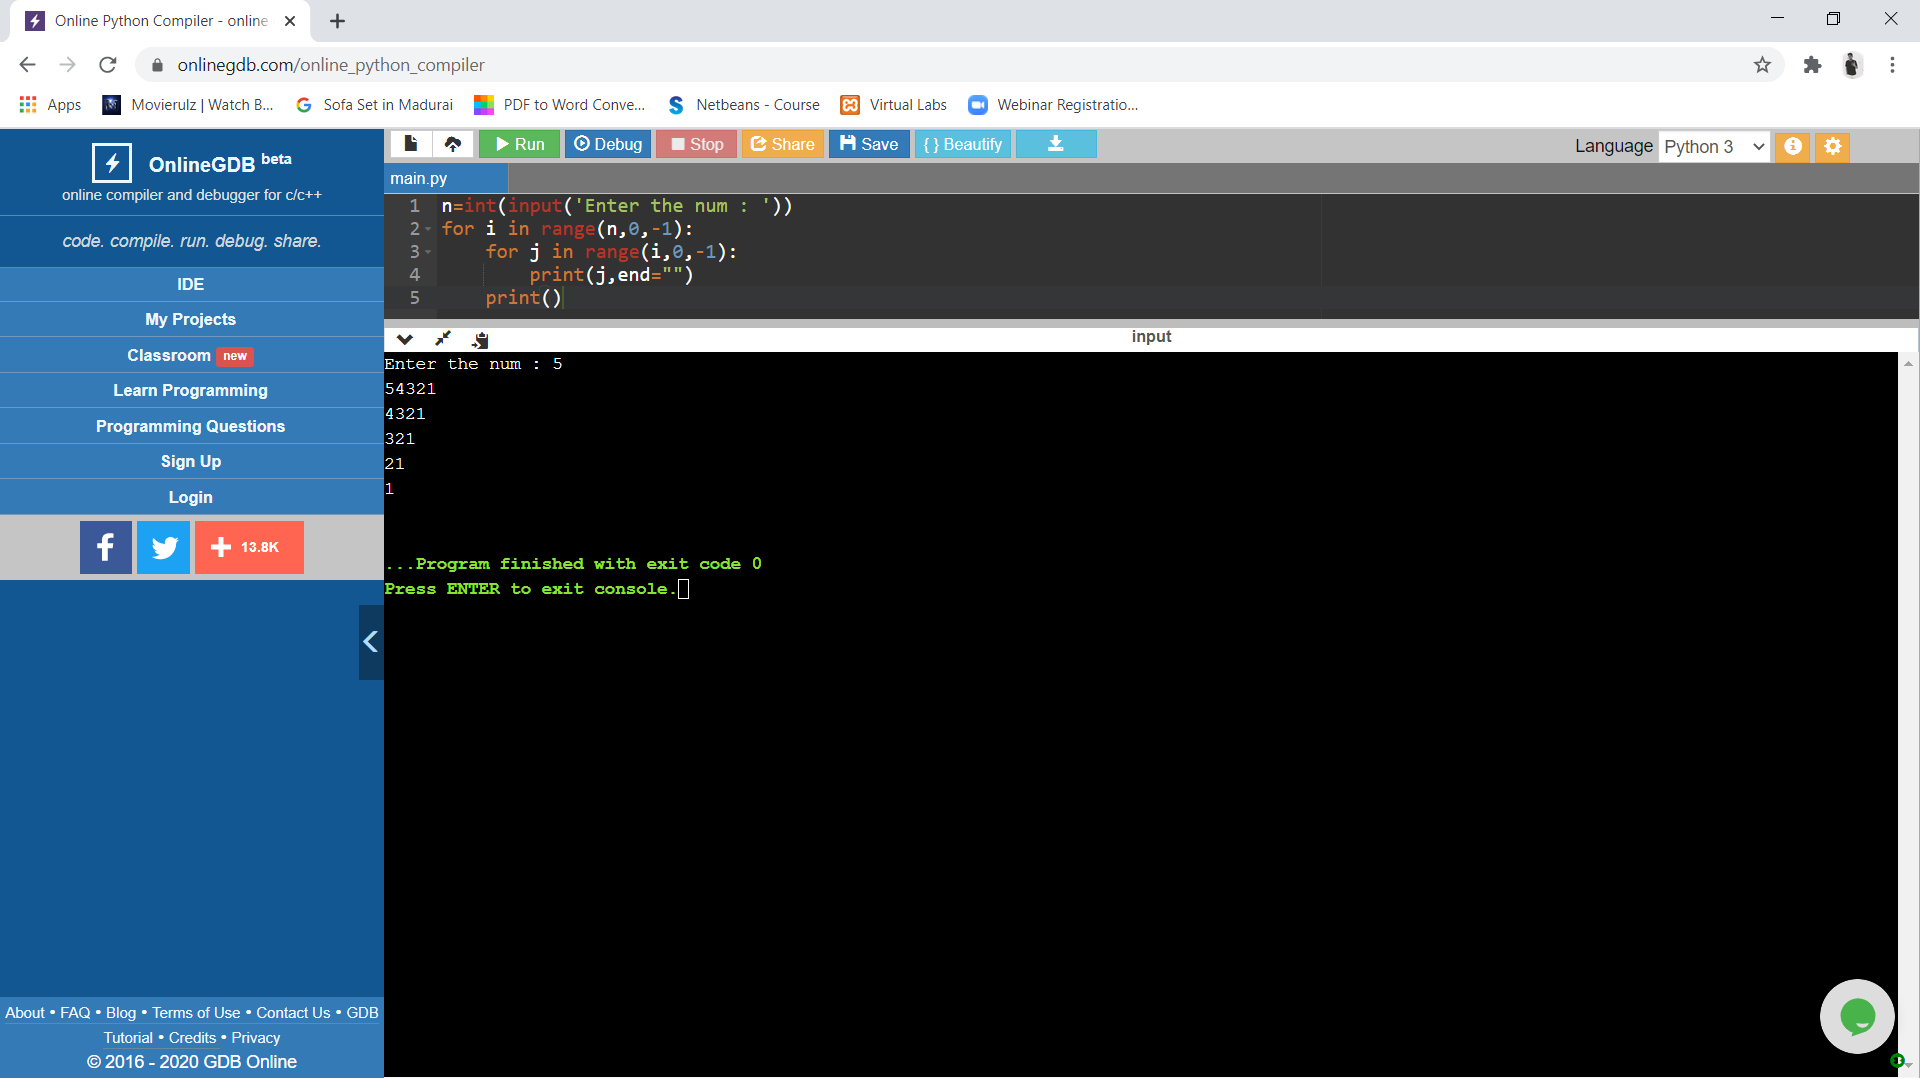 Online Python Compiler - online
onlinegdb.com/online_python_compiler
Apps Movierulz | Watch B... Sofa Set in Madurai PDF to Word Conve... Netbeans - Course Virtual Labs Webinar Registratio...
OnlineGDB beta
online compiler and debugger for c/c++
code. compile. run. debug. share.
IDE
My Projects
Classroom new
Learn Programming
Programming Questions
Sign Up
Login
13.8K
About • FAQ • Blog • Terms of Use • Contact Us • GDB
Tutorial • Credits • Privacy
© 2016 - 2020 GDB Online
Run Debug Stop Share Save { } Beautify
Language Python 3
main.py
1 n=int(input('Enter the num : '))
2 for i in range(n,0,-1):
3     for j in range(i,0,-1):
4         print(j,end="")
5     print()
input
Enter the num : 5
54321
4321
321
21
1
...Program finished with exit code 0
Press ENTER to exit console.